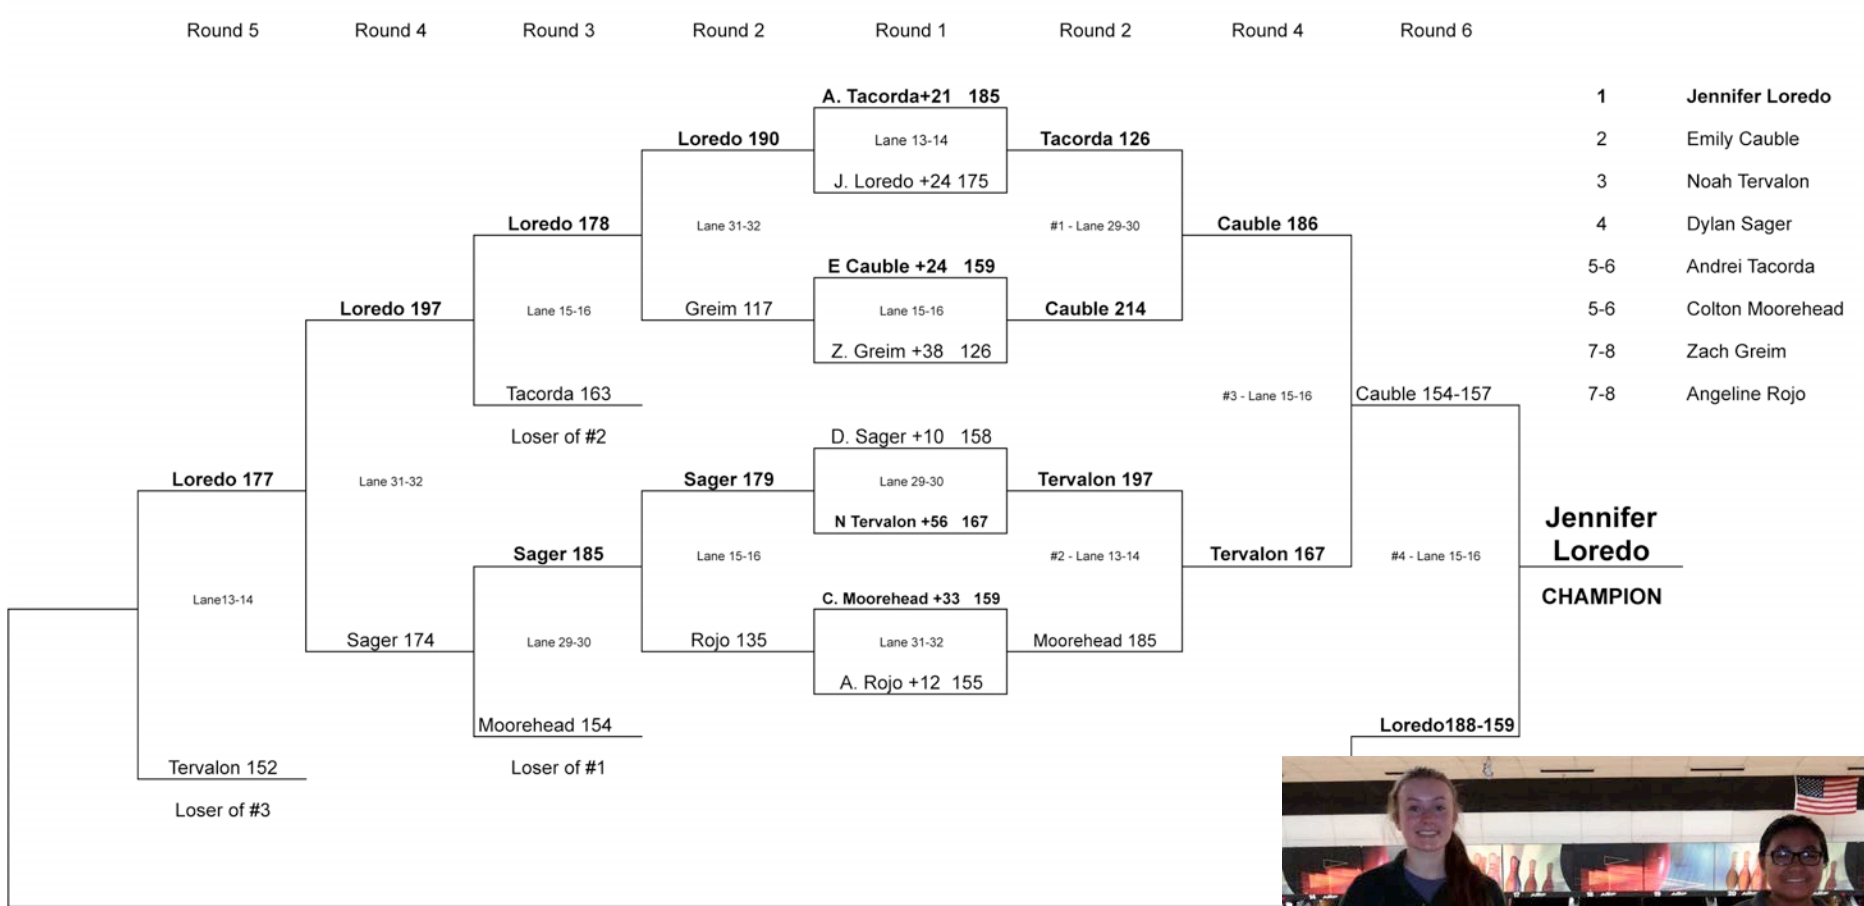 Round 5 Round 4 Round 3 Round 2 Round 1 Round 2 Round 4 Round 6
A. Tacorda+21 185 1 Jennifer Loredo
Loredo 190 Lane 13-14 Tacorda 126 2 Emily Cauble
J. Loredo +24 175 3 Noah Tervalon
Loredo 178 Lane 31-32 #1 - Lane 29-30 Cauble 186 4 Dylan Sager
E Cauble +24 159 5-6 Andrei Tacorda
Loredo 197 Lane 15-16 Greim 117 Lane 15-16 Cauble 214 5-6 Colton Moorehead
Z. Greim +38 126 7-8 Zach Greim
Tacorda 163 #3 - Lane 15-16 Cauble 154-157 7-8 Angeline Rojo
Loser of #2 D. Sager +10 158
Loredo 177 Lane 31-32 Sager 179 Lane 29-30 Tervalon 197
N Tervalon +56 167 Jennifer
Sager 185 Lane 15-16 #2 - Lane 13-14 Tervalon 167 #4 - Lane 15-16 Loredo
Lane13-14 C. Moorehead +33 159 CHAMPION
Sager 174 Lane 29-30 Rojo 135 Lane 31-32 Moorehead 185
A. Rojo +12 155
Moorehead 154 Loredo188-159
Tervalon 152 Loser of #1
Loser of #3
17 18 19 20